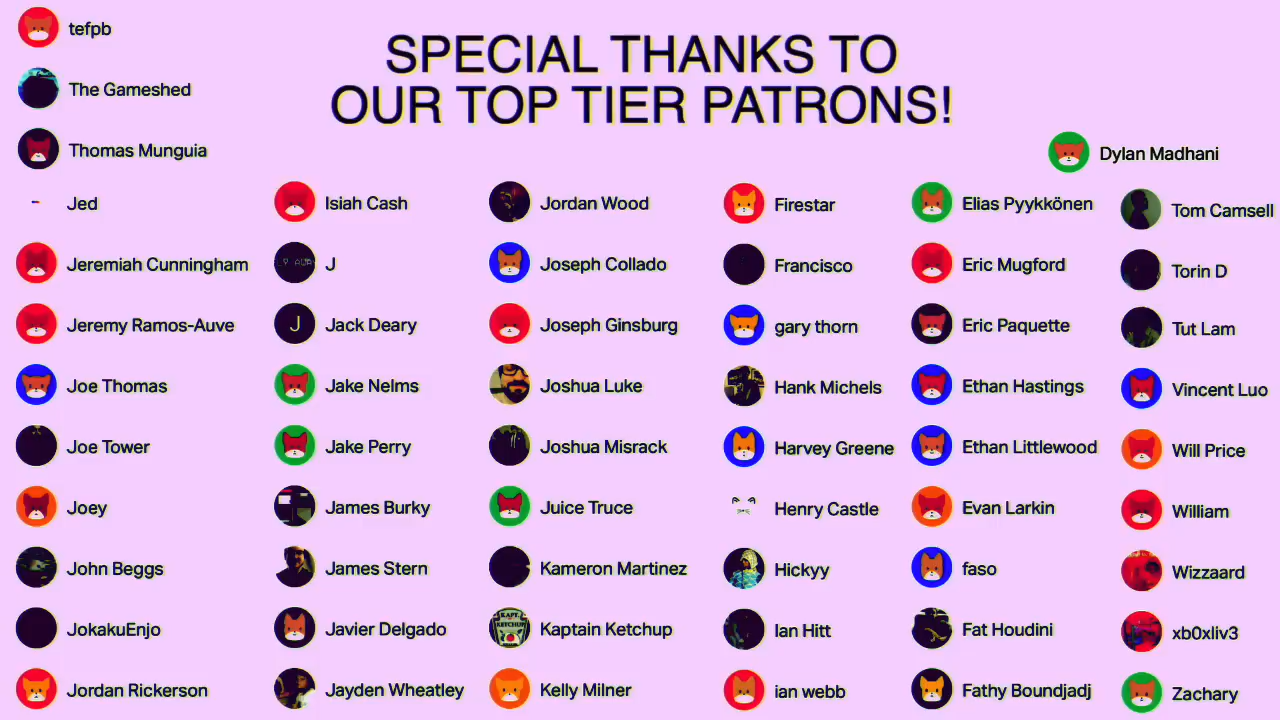 SPECIAL THANKS TO
OUR TOP TIER PATRONS!
tefpb
The Gameshed
Thomas Munguia
Jed
Jeremiah Cunningham
Jeremy Ramos-Auve
Joe Thomas
Joe Tower
Joey
John Beggs
JokakuEnjo
Jordan Rickerson
Isiah Cash
J
J
Jack Deary
Jake Nelms
Jake Perry
James Burky
James Stern
Javier Delgado
Jayden Wheatley
Jordan Wood
Joseph Collado
Joseph Ginsburg
Joshua Luke
Joshua Misrack
Juice Truce
Kameron Martinez
KAPT.
KETCHUP
Kaptain Ketchup
Kelly Milner
Firestar
Francisco
gary thorn
Hank Michels
Harvey Greene
Henry Castle
Hickyy
Ian Hitt
ian webb
Elias Pyykkönen
Eric Mugford
Eric Paquette
Ethan Hastings
Ethan Littlewood
Evan Larkin
faso
Fat Houdini
Fathy Boundjadj
Dylan Madhani
Tom Camsell
Torin D
Tut Lam
Vincent Luo
Will Price
William
Wizzaard
xb0xliv3
Zachary